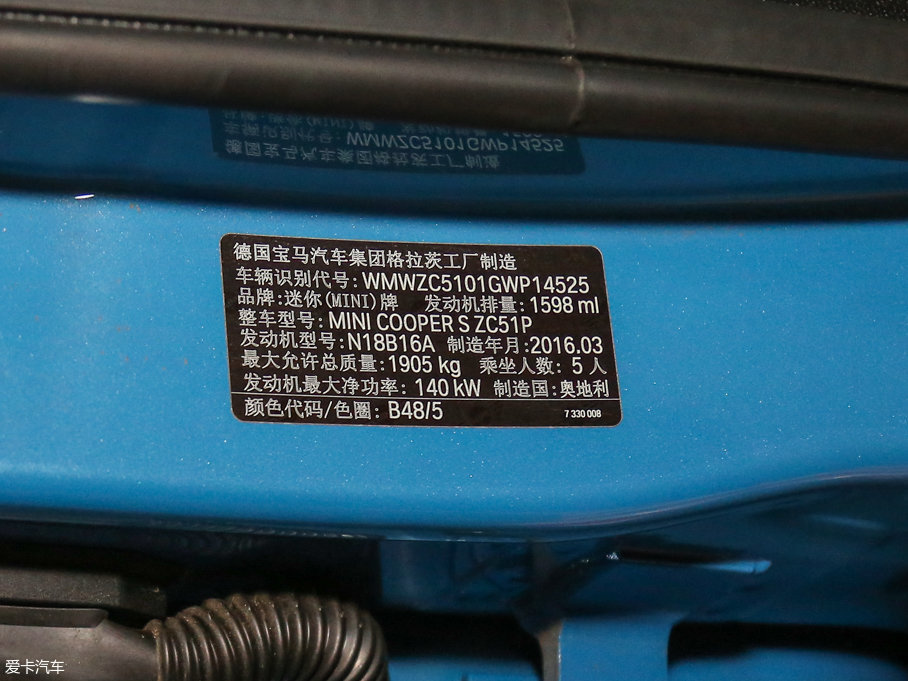 德国宝马汽车集团格拉茨工厂制造
车辆识别代号:WMWZC5101GWP14525
品牌:迷你(MINI)牌 发动机排量:1598 ml
整车型号:MINI COOPER S ZC51P
发动机型号:N18B16A 制造年月:2016.03
最大允许总质量:1905 kg 乘坐人数:5人
发动机最大净功率:140 kW 制造国:奥地利
颜色代码/色圈:B48/5 7 330 008
爱卡汽车